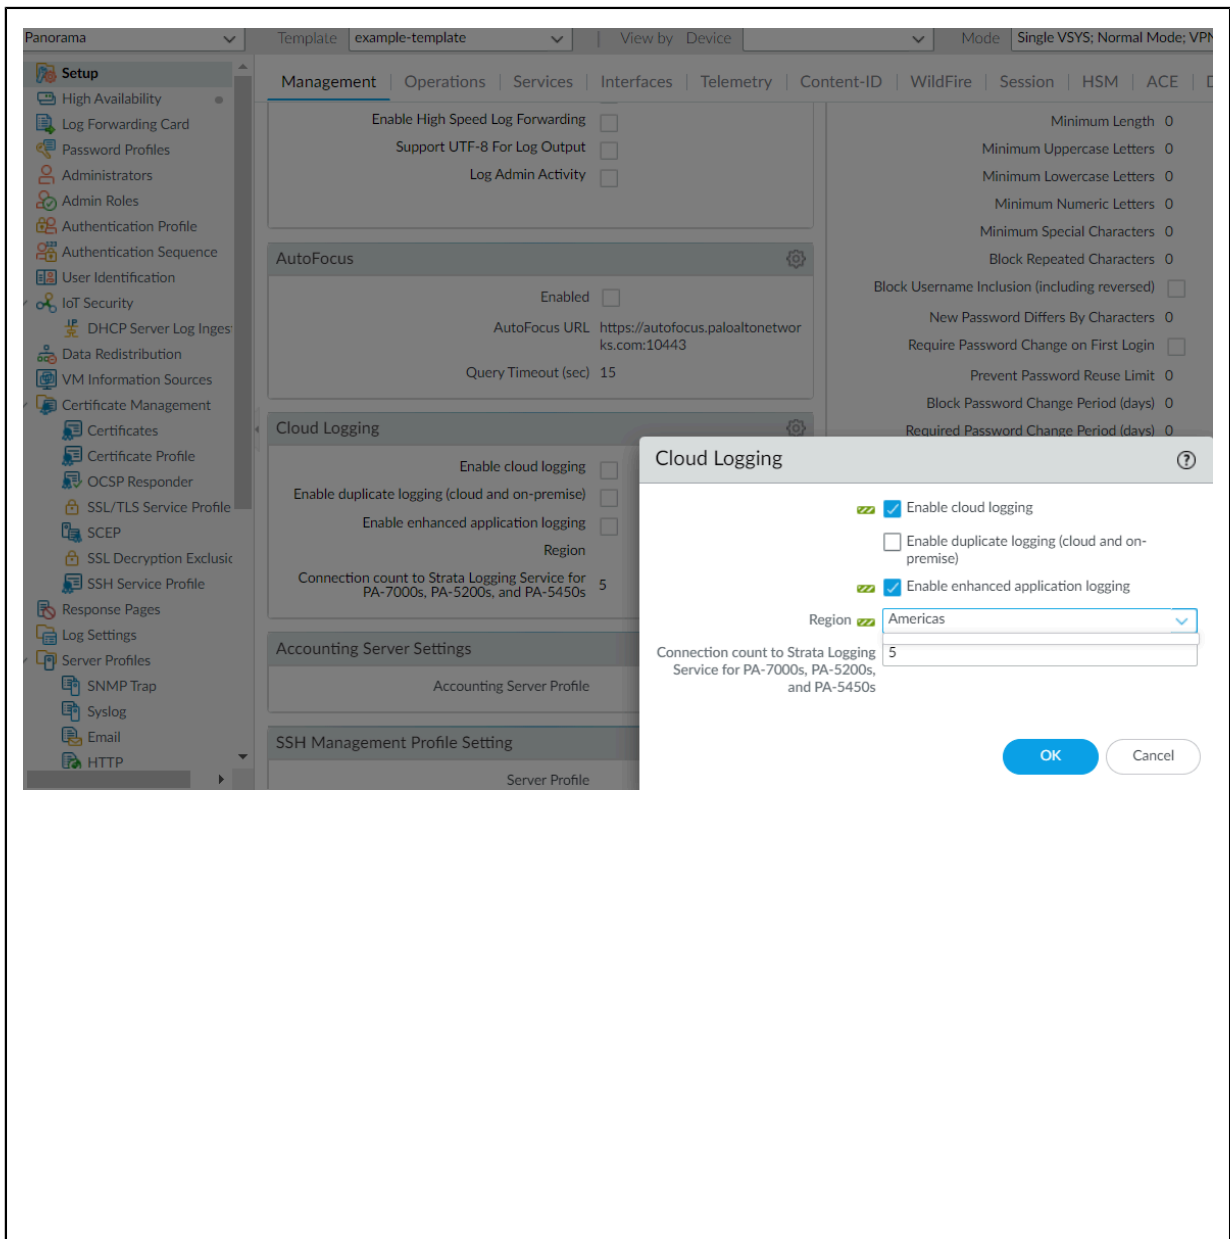 Panorama
Template example-template
View by Device
Mode Single VSYS; Normal Mode; VPN
Setup
High Availability
Log Forwarding Card
Password Profiles
Administrators
Admin Roles
Authentication Profile
Authentication Sequence
User Identification
IoT Security
DHCP Server Log Inges
Data Redistribution
VM Information Sources
Certificate Management
Certificates
Certificate Profile
OCSP Responder
SSL/TLS Service Profile
SCEP
SSL Decryption Exclusio
SSH Service Profile
Response Pages
Log Settings
Server Profiles
SNMP Trap
Syslog
Email
HTTP
Management | Operations | Services | Interfaces | Telemetry | Content-ID | WildFire | Session | HSM | ACE | D
Enable High Speed Log Forwarding
Support UTF-8 For Log Output
Log Admin Activity
AutoFocus
Enabled
AutoFocus URL https://autofocus.paloaltonetwor
ks.com:10443
Query Timeout (sec) 15
Cloud Logging
Enable cloud logging
Enable duplicate logging (cloud and on-premise)
Enable enhanced application logging
Region
Connection count to Strata Logging Service for
PA-7000s, PA-5200s, and PA-5450s 5
Accounting Server Settings
Accounting Server Profile
SSH Management Profile Setting
Server Profile
Minimum Length 0
Minimum Uppercase Letters 0
Minimum Lowercase Letters 0
Minimum Numeric Letters 0
Minimum Special Characters 0
Block Repeated Characters 0
Block Username Inclusion (including reversed)
New Password Differs By Characters 0
Require Password Change on First Login
Prevent Password Reuse Limit 0
Block Password Change Period (days) 0
Required Password Change Period (days) 0
Cloud Logging
Enable cloud logging
Enable duplicate logging (cloud and on-
premise)
Enable enhanced application logging
Region Americas
Connection count to Strata Logging 5
Service for PA-7000s, PA-5200s,
and PA-5450s
OK
Cancel